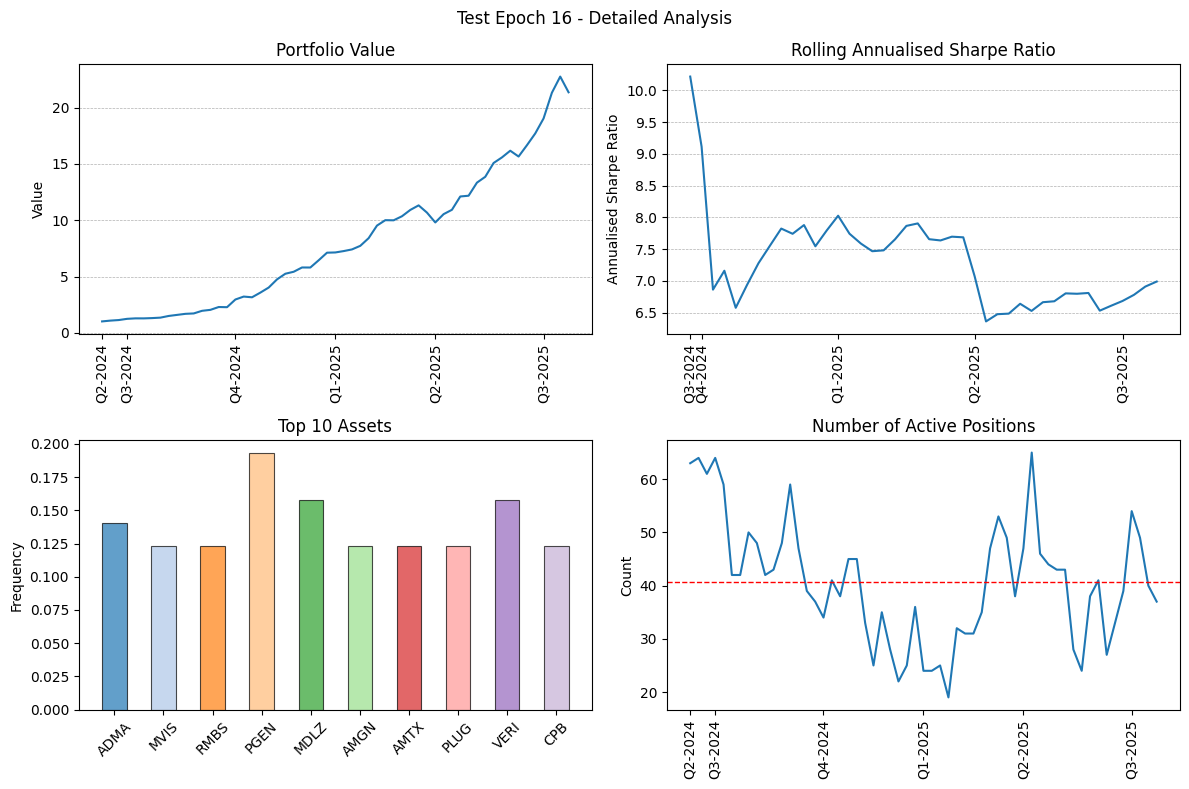 Test Epoch 16 - Detailed Analysis
Portfolio Value
Value
20
15
10
5
0
Q2-2024
Q3-2024
Q4-2024
Q1-2025
Q2-2025
Q3-2025
Rolling Annualised Sharpe Ratio
Annualised Sharpe Ratio
10.0
9.5
9.0
8.5
8.0
7.5
7.0
6.5
Q3-2024
Q4-2024
Q1-2025
Q2-2025
Q3-2025
Top 10 Assets
Frequency
0.200
0.175
0.150
0.125
0.100
0.075
0.050
0.025
0.000
ADMA
MVIS
RMBS
PGEN
MDLZ
AMGN
AMTX
PLUG
VERI
CPB
Number of Active Positions
Count
60
50
40
30
20
Q2-2024
Q3-2024
Q4-2024
Q1-2025
Q2-2025
Q3-2025